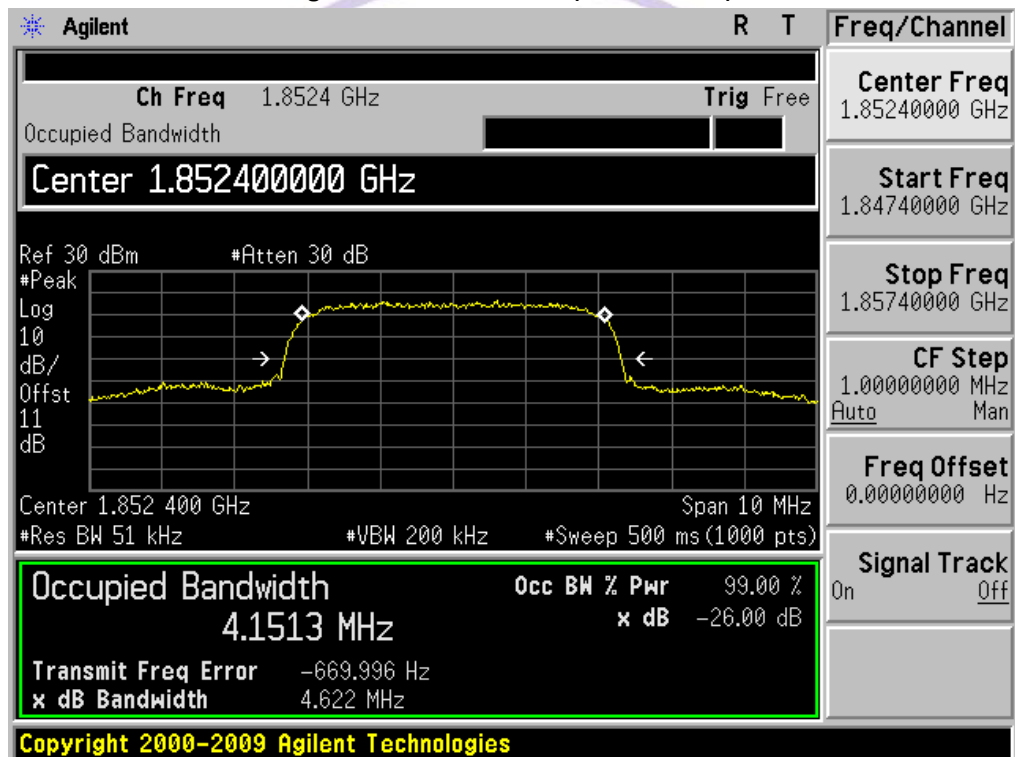 Agilent R T
Ch Freq 1.8524 GHz Trig Free
Occupied Bandwidth
Center 1.852400000 GHz
Ref 30 dBm #Atten 30 dB
#Peak
Log
10
dB/
Offst
11
dB
Center 1.852 400 GHz Span 10 MHz
#Res BW 51 kHz #VBW 200 kHz #Sweep 500 ms (1000 pts)
Occupied Bandwidth Occ BW % Pwr 99.00 %
4.1513 MHz x dB -26.00 dB
Transmit Freq Error -669.996 Hz
x dB Bandwidth 4.622 MHz
Copyright 2000-2009 Agilent Technologies
Freq/Channel
Center Freq
1.85240000 GHz
Start Freq
1.84740000 GHz
Stop Freq
1.85740000 GHz
CF Step
1.00000000 MHz
Auto Man
Freq Offset
0.00000000 Hz
Signal Track
On Off